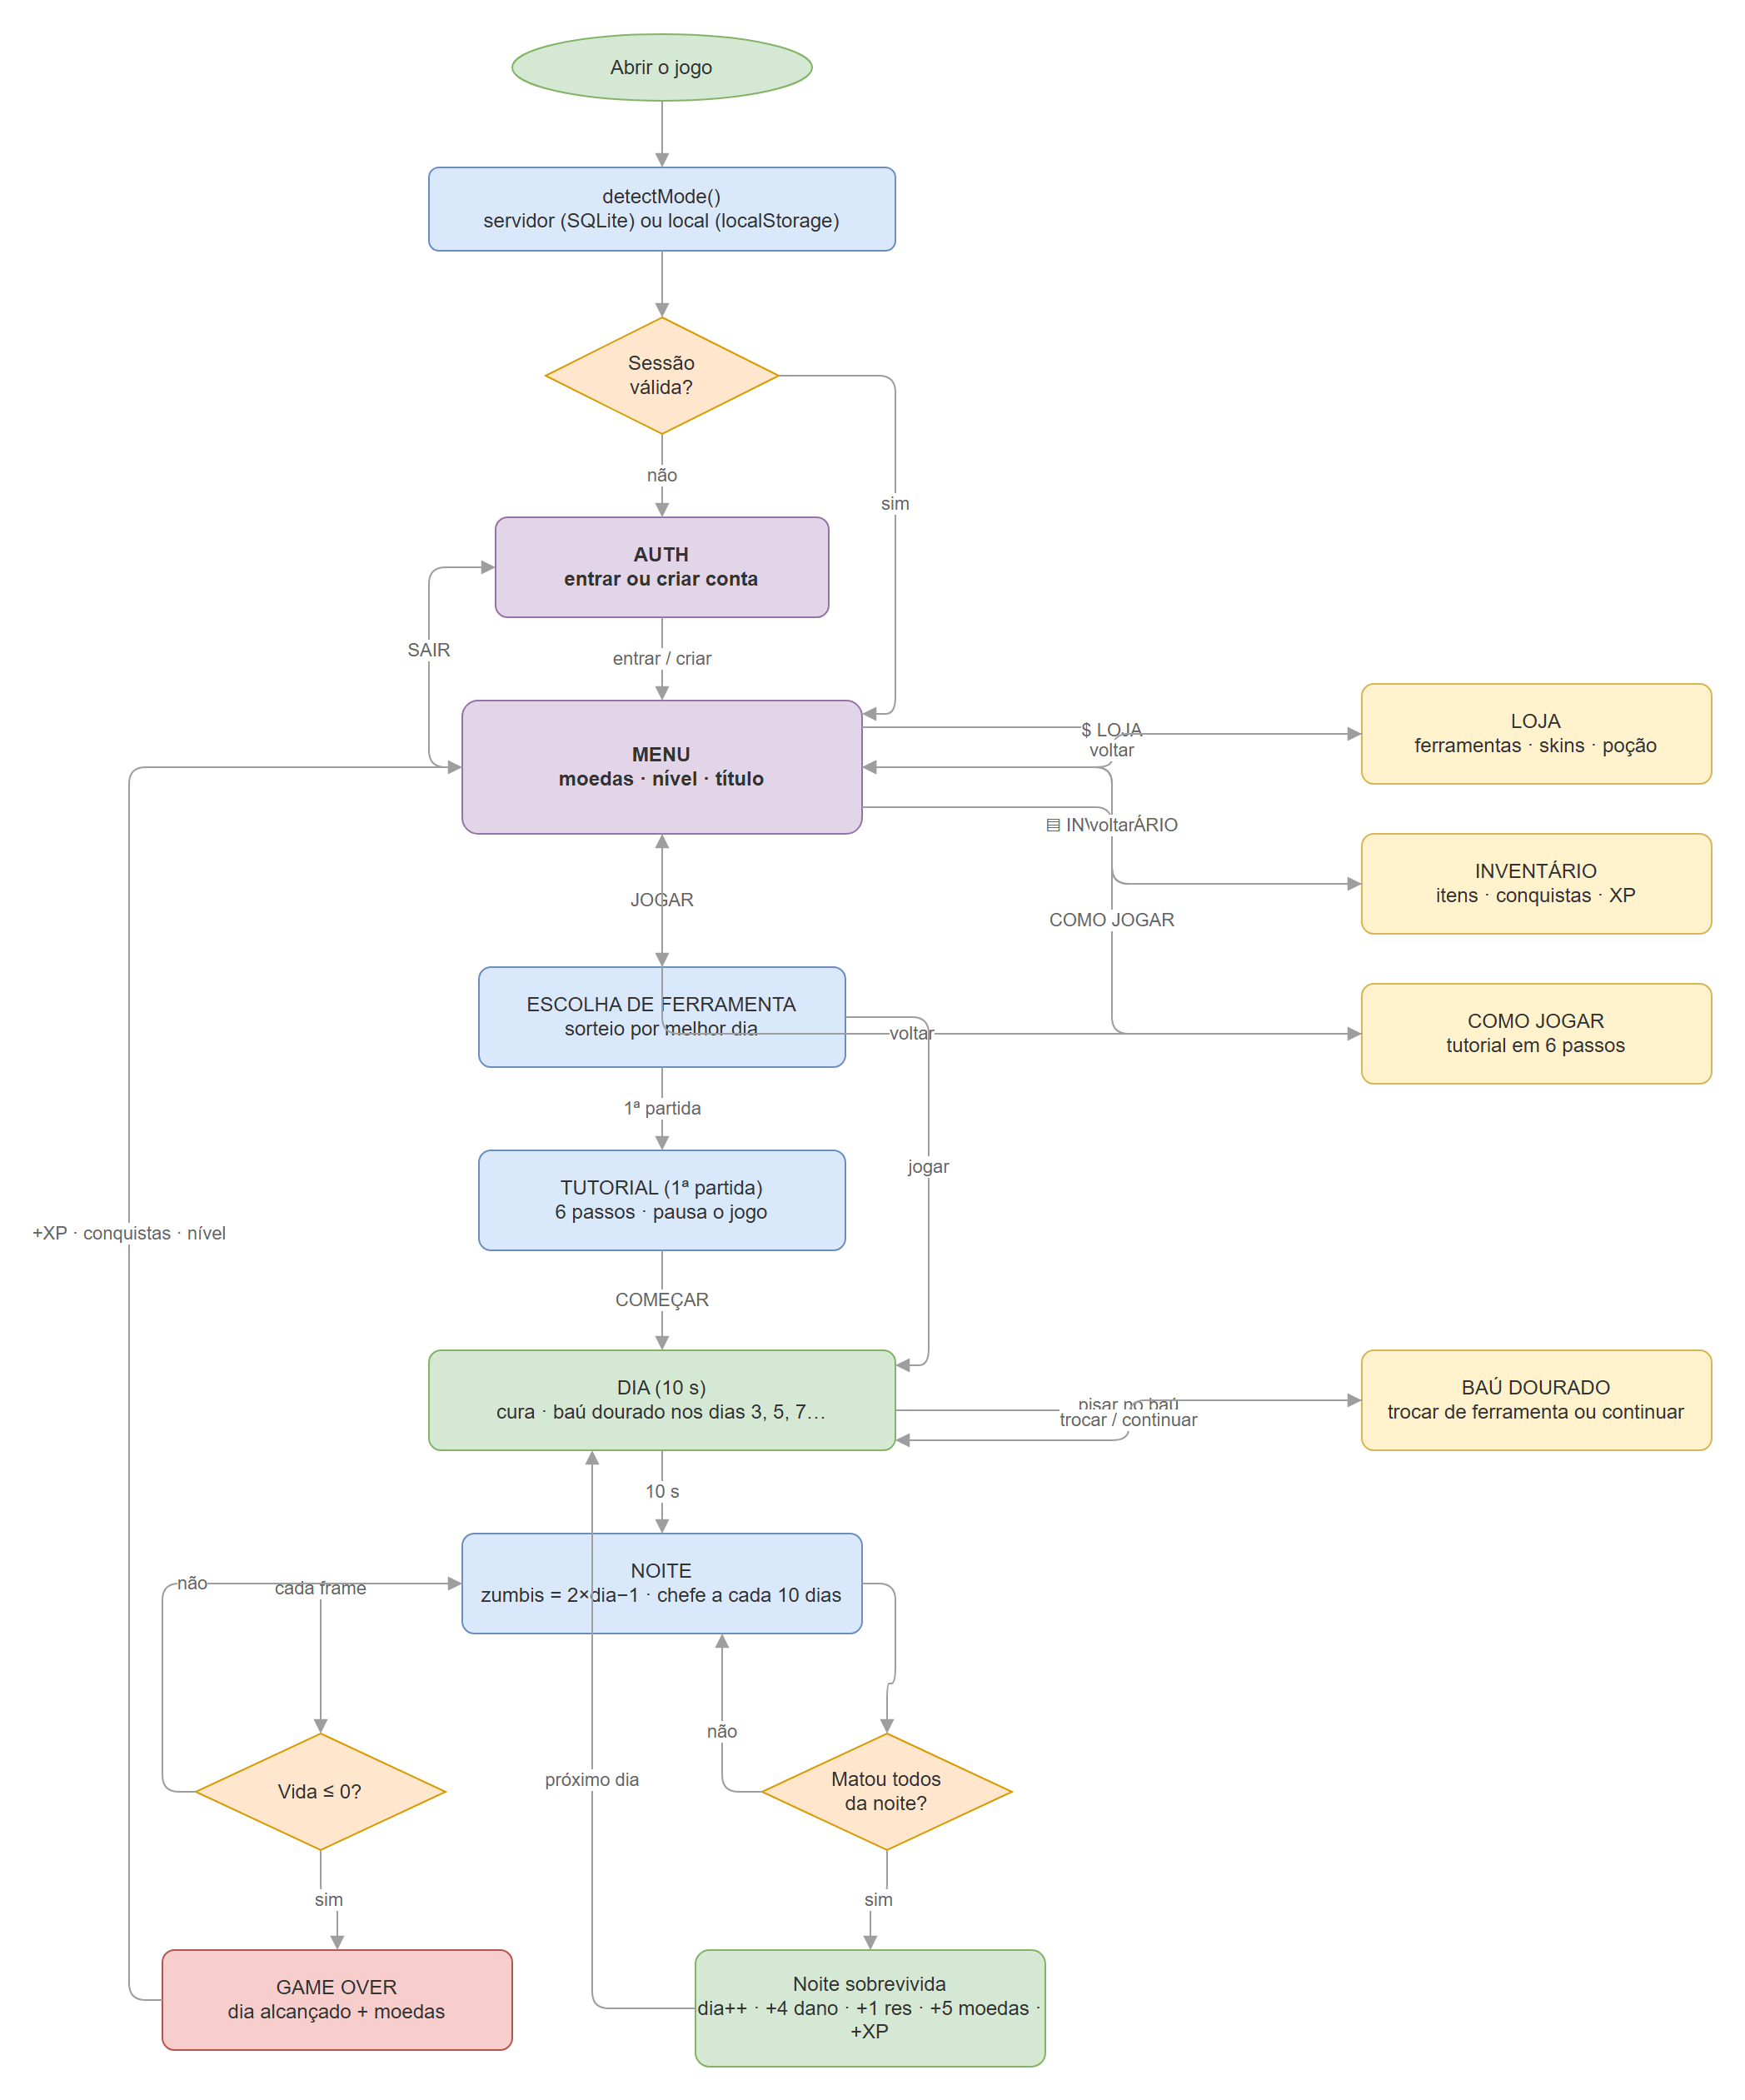 Abrir o jogo
detectMode()
servidor (SQLite) ou local (localStorage)
Sessão
válida?
não
sim
AUTH
entrar ou criar conta
SAIR
entrar / criar
MENU
moedas · nível · título
$ LOJA
voltar
LOJA
ferramentas · skins · poção
voltar
INVENTÁRIO
itens · conquistas · XP
JOGAR
COMO JOGAR
ESCOLHA DE FERRAMENTA
sorteio por melhor dia
voltar
COMO JOGAR
tutorial em 6 passos
1ª partida
TUTORIAL (1ª partida)
6 passos · pausa o jogo
jogar
+XP · conquistas · nível
COMEÇAR
DIA (10 s)
cura · baú dourado nos dias 3, 5, 7…
pisar no baú
trocar / continuar
BAÚ DOURADO
trocar de ferramenta ou continuar
10 s
NOITE
zumbis = 2×dia−1 · chefe a cada 10 dias
não
cada frame
não
próximo dia
Vida ≤ 0?
Matou todos
da noite?
sim
sim
GAME OVER
dia alcançado + moedas
Noite sobrevivida
dia++ · +4 dano · +1 res · +5 moedas ·
+XP